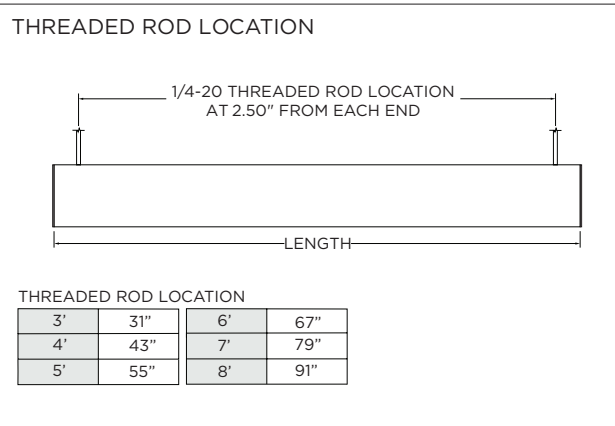 THREADED ROD LOCATION
1/4-20 THREADED ROD LOCATION
AT 2.50" FROM EACH END
LENGTH
THREADED ROD LOCATION
3’ 31” 6’ 67”
4’ 43” 7’ 79”
5’ 55” 8’ 91”